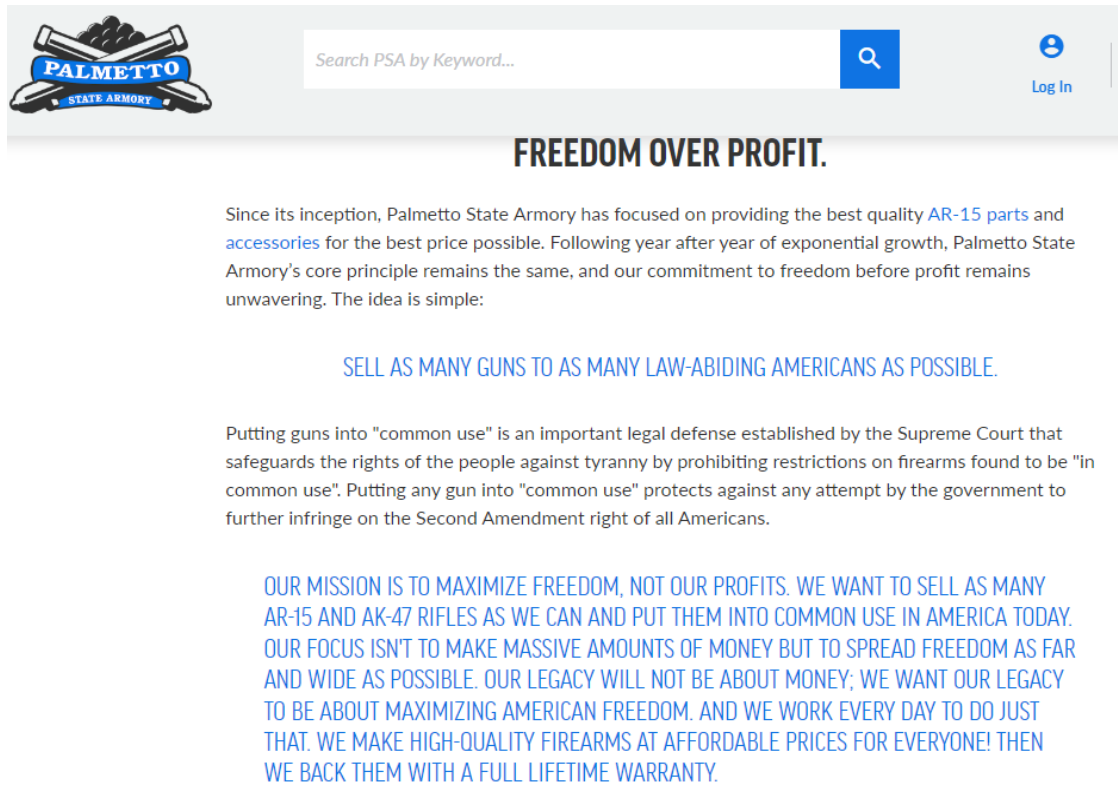 PALMETTO
STATE ARMORY
Search PSA by Keyword...
Log In
FREEDOM OVER PROFIT.
Since its inception, Palmetto State Armory has focused on providing the best quality AR-15 parts and
accessories for the best price possible. Following year after year of exponential growth, Palmetto State
Armory’s core principle remains the same, and our commitment to freedom before profit remains
unwavering. The idea is simple:
SELL AS MANY GUNS TO AS MANY LAW-ABIDING AMERICANS AS POSSIBLE.
Putting guns into "common use" is an important legal defense established by the Supreme Court that
safeguards the rights of the people against tyranny by prohibiting restrictions on firearms found to be "in
common use". Putting any gun into "common use" protects against any attempt by the government to
further infringe on the Second Amendment right of all Americans.
OUR MISSION IS TO MAXIMIZE FREEDOM, NOT OUR PROFITS. WE WANT TO SELL AS MANY
AR-15 AND AK-47 RIFLES AS WE CAN AND PUT THEM INTO COMMON USE IN AMERICA TODAY.
OUR FOCUS ISN'T TO MAKE MASSIVE AMOUNTS OF MONEY BUT TO SPREAD FREEDOM AS FAR
AND WIDE AS POSSIBLE. OUR LEGACY WILL NOT BE ABOUT MONEY; WE WANT OUR LEGACY
TO BE ABOUT MAXIMIZING AMERICAN FREEDOM. AND WE WORK EVERY DAY TO DO JUST
THAT. WE MAKE HIGH-QUALITY FIREARMS AT AFFORDABLE PRICES FOR EVERYONE! THEN
WE BACK THEM WITH A FULL LIFETIME WARRANTY.